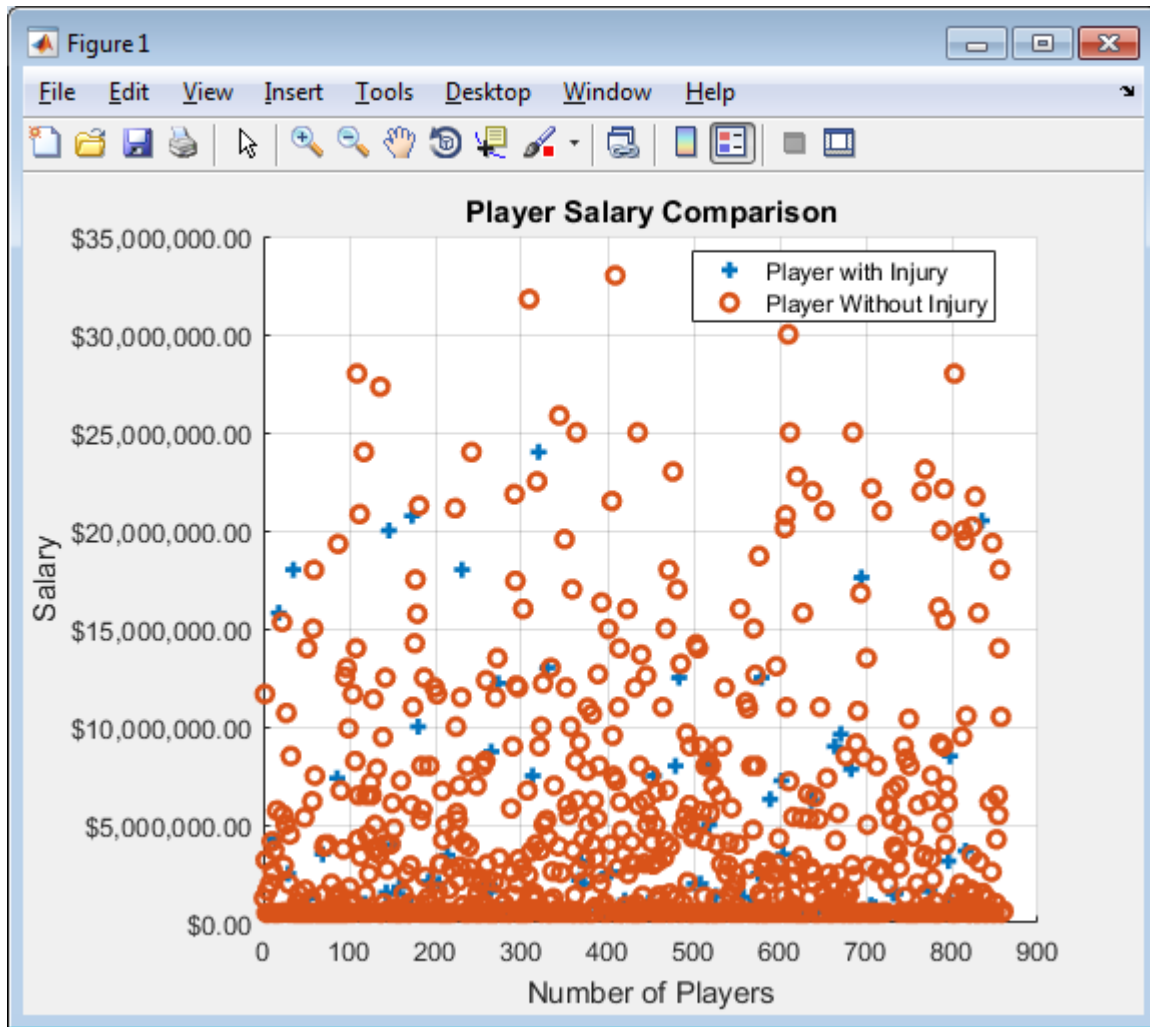 Figure 1
File Edit View Insert Tools Desktop Window Help
Player Salary Comparison
$35,000,000.00
$30,000,000.00
$25,000,000.00
$20,000,000.00
$15,000,000.00
$10,000,000.00
$5,000,000.00
$0.00
Salary
Player with Injury
Player Without Injury
0 100 200 300 400 500 600 700 800 900
Number of Players